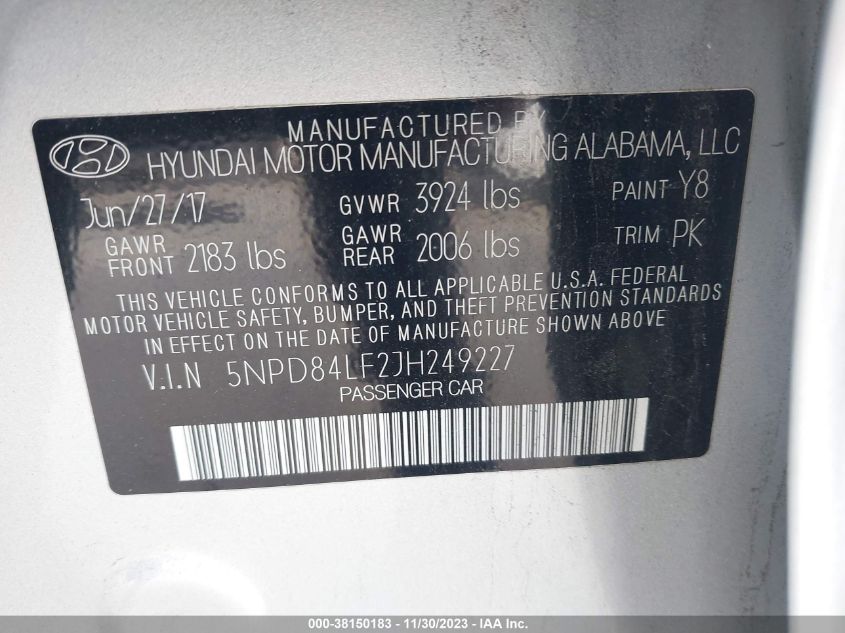 MANUFACTURED BY
HYUNDAI MOTOR MANUFACTURING ALABAMA, LLC
Jun/27/17 GVWR 3924 lbs PAINT Y8
GAWR FRONT 2183 lbs GAWR REAR 2006 lbs TRIM PK
THIS VEHICLE CONFORMS TO ALL APPLICABLE U.S.A. FEDERAL
MOTOR VEHICLE SAFETY, BUMPER, AND THEFT PREVENTION STANDARDS
IN EFFECT ON THE DATE OF MANUFACTURE SHOWN ABOVE
V.I.N 5NPD84LF2JH249227
PASSENGER CAR
000-38150183 - 11/30/2023 - IAA Inc.